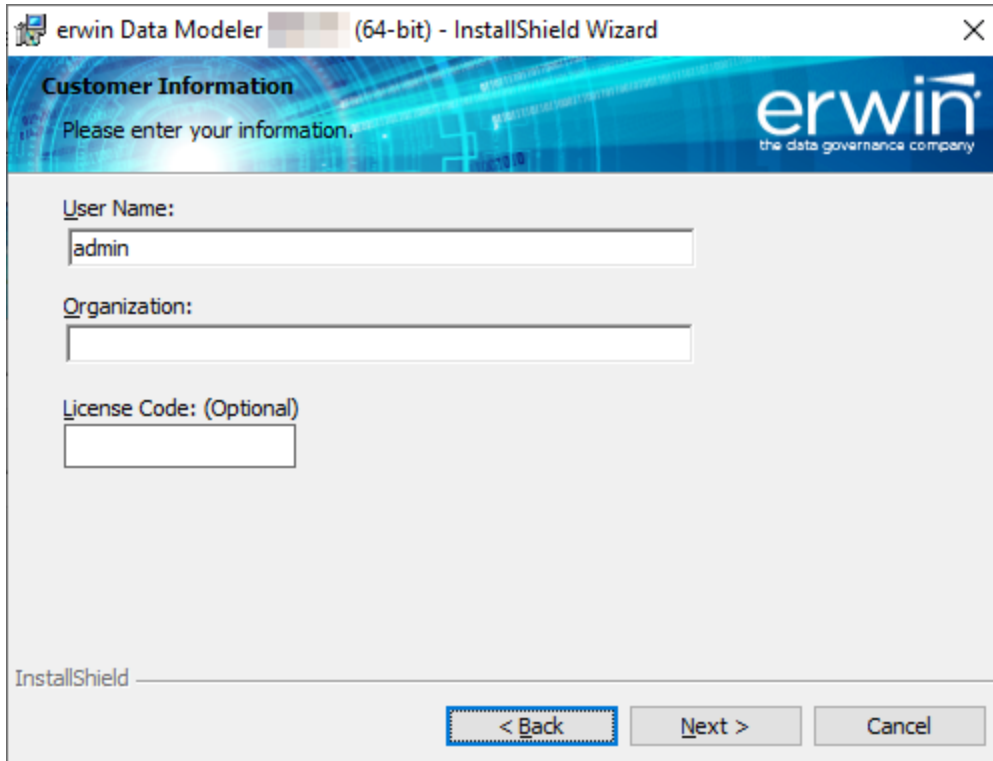 erwin Data Modeler (64-bit) - InstallShield Wizard
Customer Information
Please enter your information.
erwin
the data governance company
User Name:
admin
Organization:
License Code: (Optional)
InstallShield
< Back
Next >
Cancel